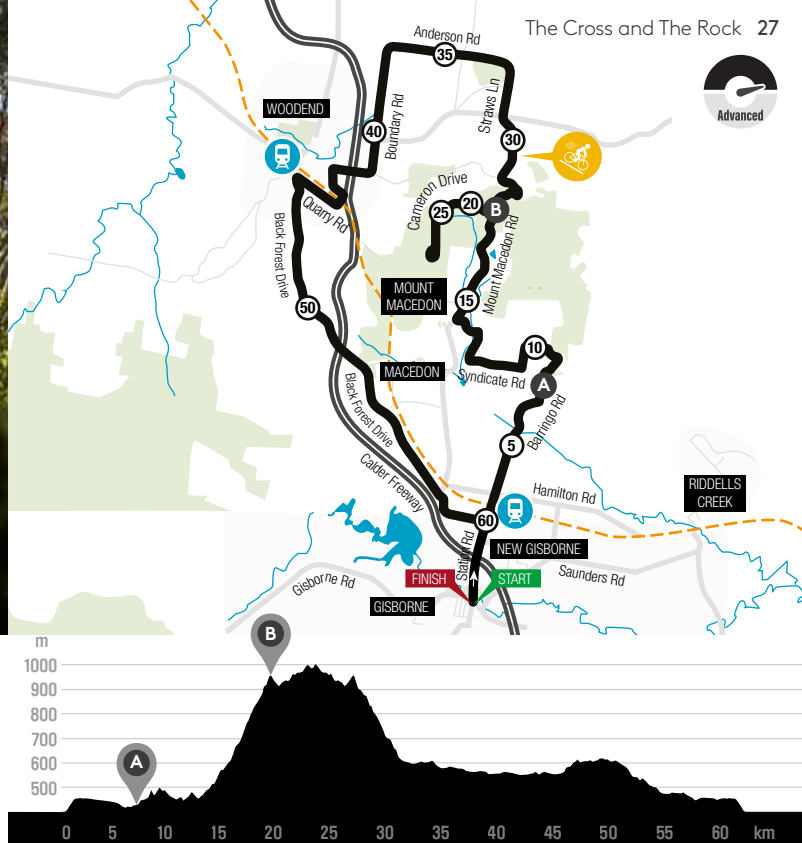 The Cross and The Rock 27
Advanced
Anderson Rd
35
WOODEND
Boundary Rd
40
Straws Ln
30
Cameron Drive
20
25
B
Quarry Rd
Mount Macedon Rd
Black Forest Drive
MOUNT
MACEDON
15
50
10
MACEDON
Syndicate Rd
A
Black Forest Drive
Barringo Rd
5
Calder Freeway
RIDDELLS
CREEK
Hamilton Rd
60
Station Rd
NEW GISBORNE
FINISH
START
Saunders Rd
Gisborne Rd
GISBORNE
m
B
1000
900
800
700
A
600
500
0 5 10 15 20 25 30 35 40 45 50 55 60 km